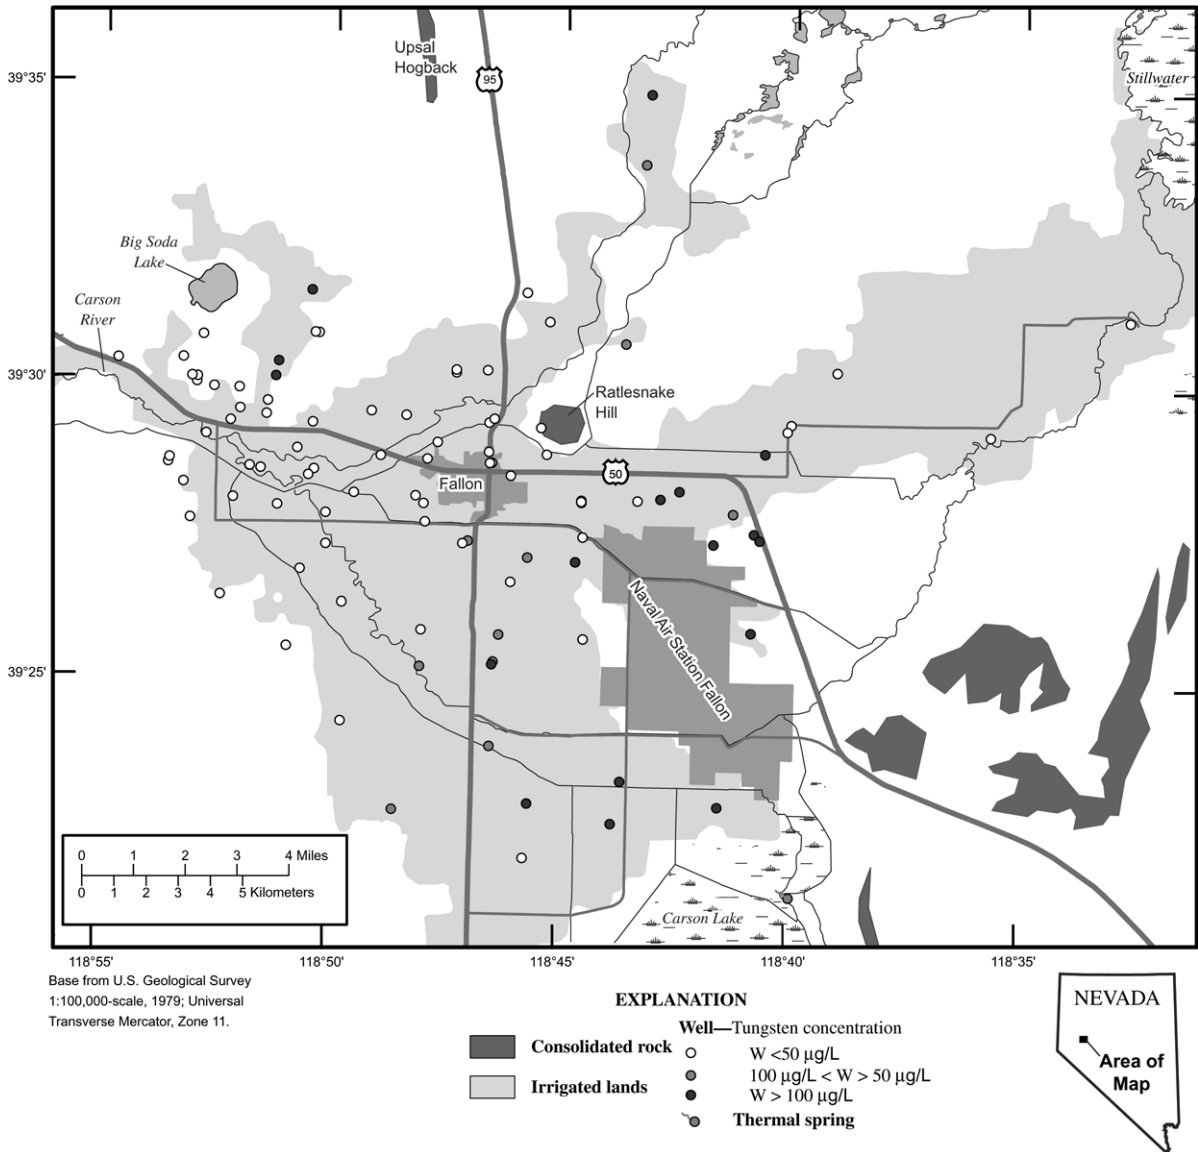 Upsal
Hogback
95
39°35'
Stillwater
Big Soda
Lake
Carson
River
39°30'
Ratlesnake
Hill
50
Fallon
Naval Air Station Fallon
39°25'
0 1 2 3 4 Miles
0 1 2 3 4 5 Kilometers
Carson Lake
118°55' 118°50' 118°45' 118°40' 118°35'
Base from U.S. Geological Survey
1:100,000-scale, 1979; Universal
Transverse Mercator, Zone 11.
EXPLANATION
Well—Tungsten concentration
Consolidated rock
W <50 µg/L
100 µg/L < W > 50 µg/L
Irrigated lands
W > 100 µg/L
Thermal spring
NEVADA
Area of
Map